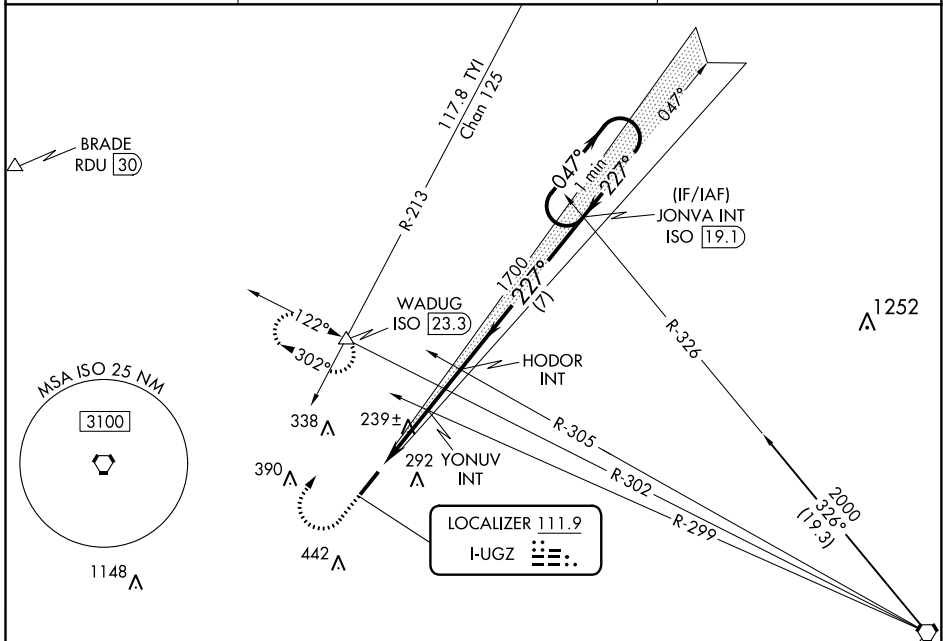 117.8 TYI
Chan 125
R-213
BRADE
RDU 30
047°
047°
1 min
227°
(IF/IAF)
JONVA INT
ISO 19.1
1700
227°
(7)
WADUG
ISO 23.3
122°
302°
1252
R-326
HODOR
INT
MSA ISO 25 NM
3100
338
239±
R-305
390
292
YONUV
INT
R-302
R-299
2000
326°
(19.3)
LOCALIZER 111.9
I-UGZ
442
1148